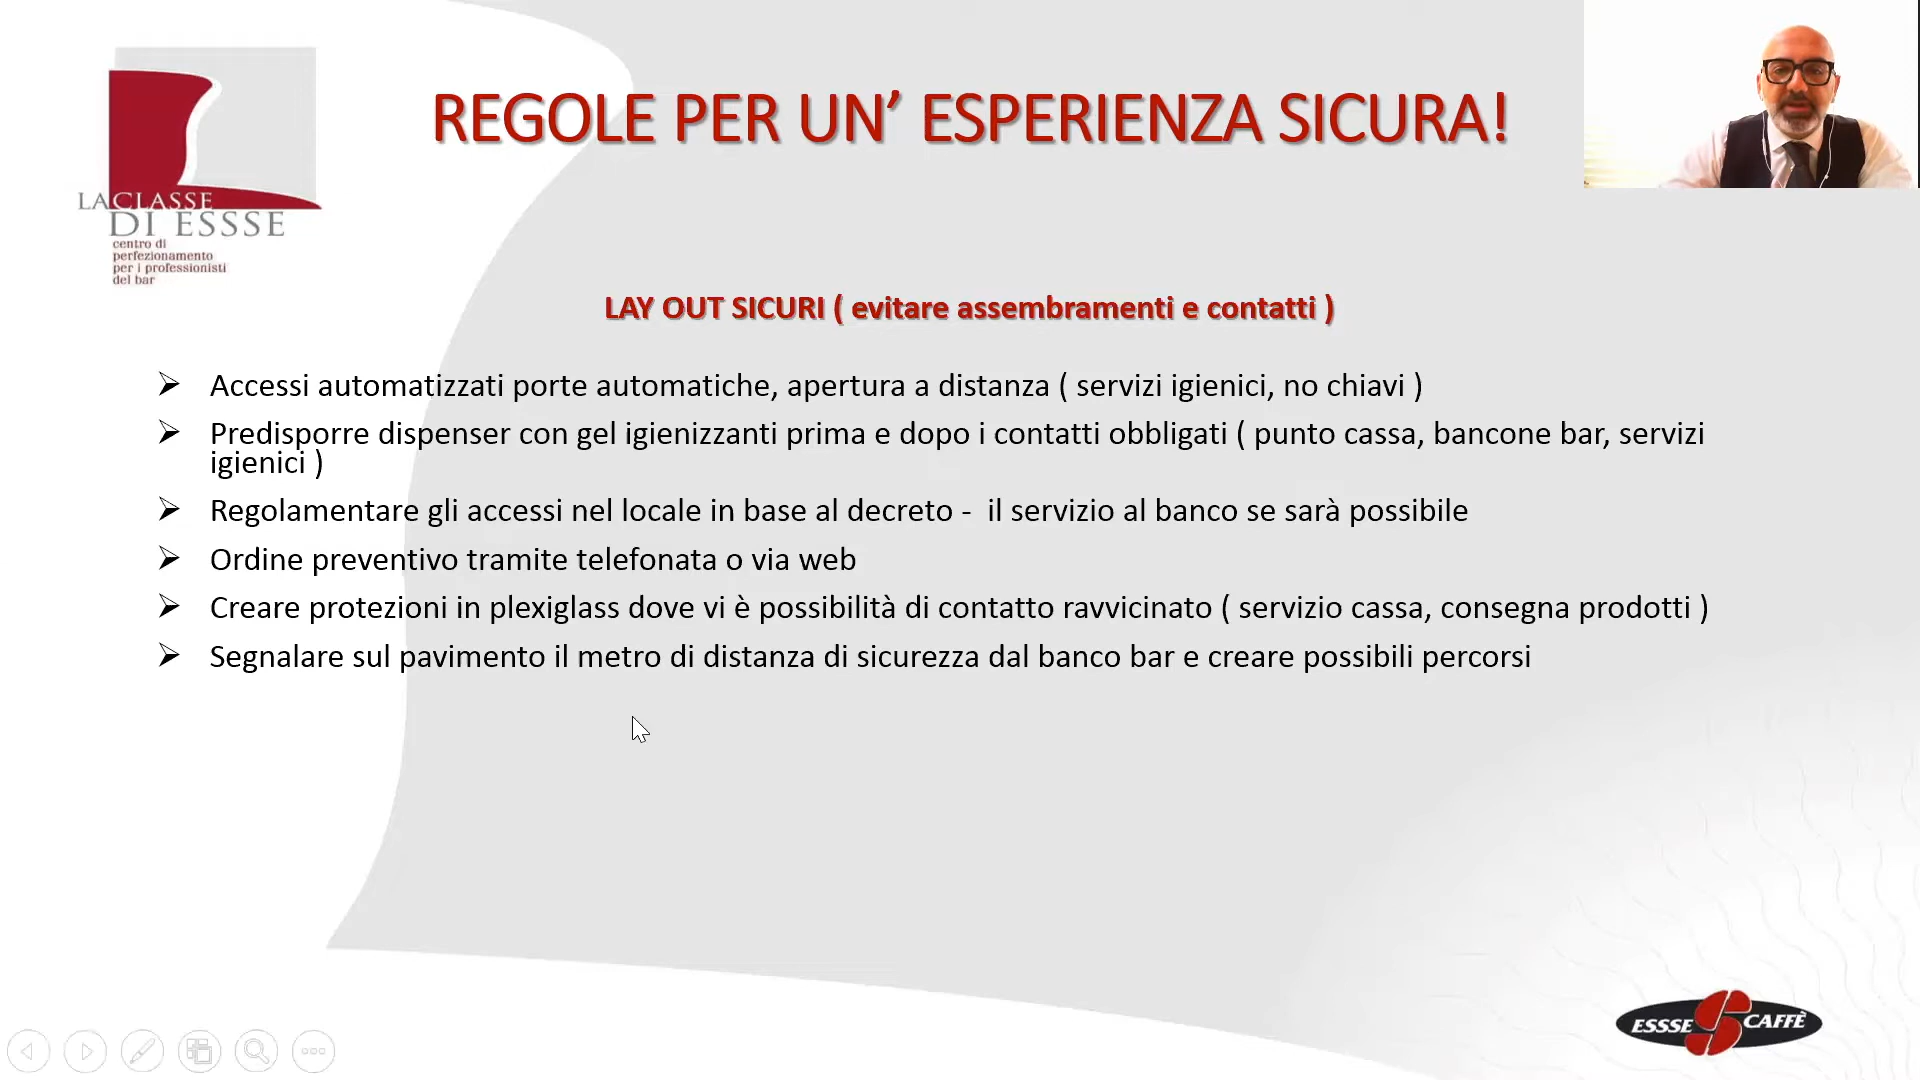 LACLASSE
DI ESSSE
centro di
perfezionamento
per i professionisti
del bar
REGOLE PER UN’ ESPERIENZA SICURA!
LAY OUT SICURI ( evitare assembramenti e contatti )
Accessi automatizzati porte automatiche, apertura a distanza ( servizi igienici, no chiavi )
Predisporre dispenser con gel igienizzanti prima e dopo i contatti obbligati ( punto cassa, bancone bar, servizi
igienici )
Regolamentare gli accessi nel locale in base al decreto -  il servizio al banco se sarà possibile
Ordine preventivo tramite telefonata o via web
Creare protezioni in plexiglass dove vi è possibilità di contatto ravvicinato ( servizio cassa, consegna prodotti )
Segnalare sul pavimento il metro di distanza di sicurezza dal banco bar e creare possibili percorsi
ESSSE CAFFÈ